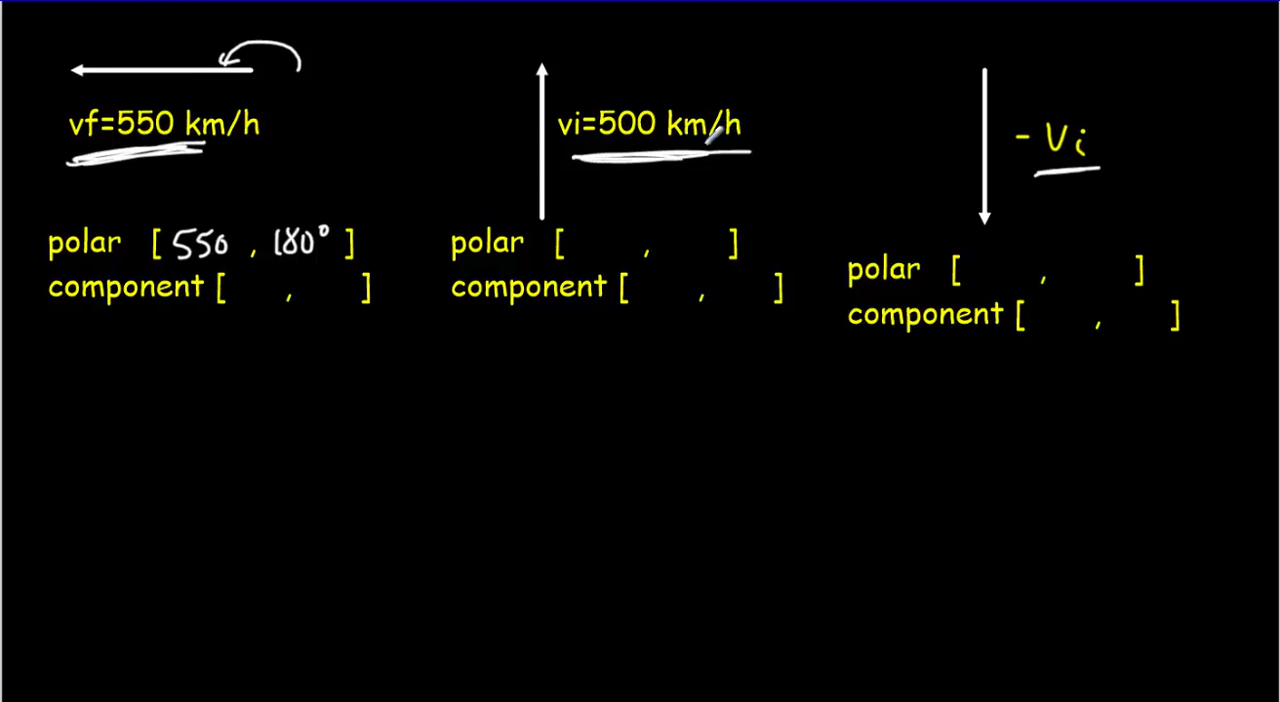 vf=550 km/h
polar [ 550 , 180° ]
component [ , ]
vi=500 km/h
polar [ , ]
component [ , ]
- Vi
polar [ , ]
component [ , ]